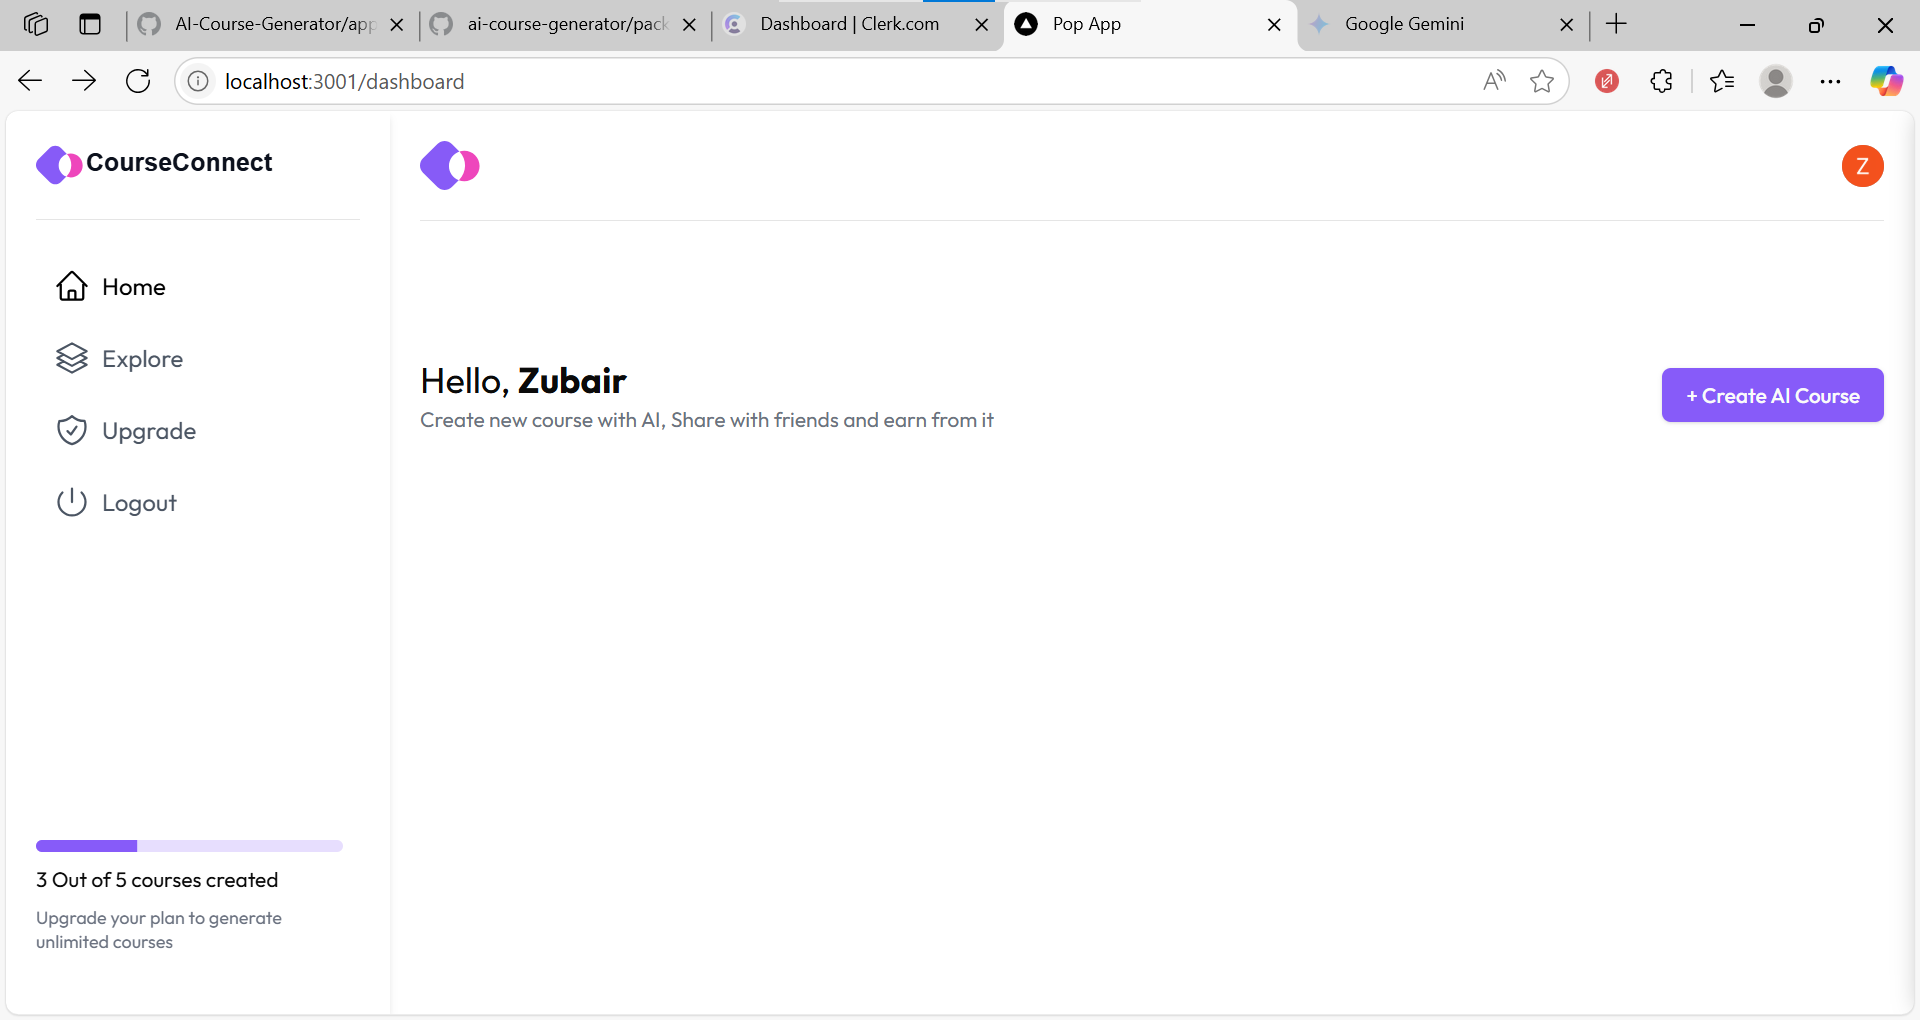 AI-Course-Generator/app
ai-course-generator/pack
Dashboard | Clerk.com
Pop App
Google Gemini
localhost:3001/dashboard
CourseConnect
Z
Home
Explore
Upgrade
Logout
Hello, Zubair
Create new course with AI, Share with friends and earn from it
+ Create AI Course
3 Out of 5 courses created
Upgrade your plan to generate
unlimited courses